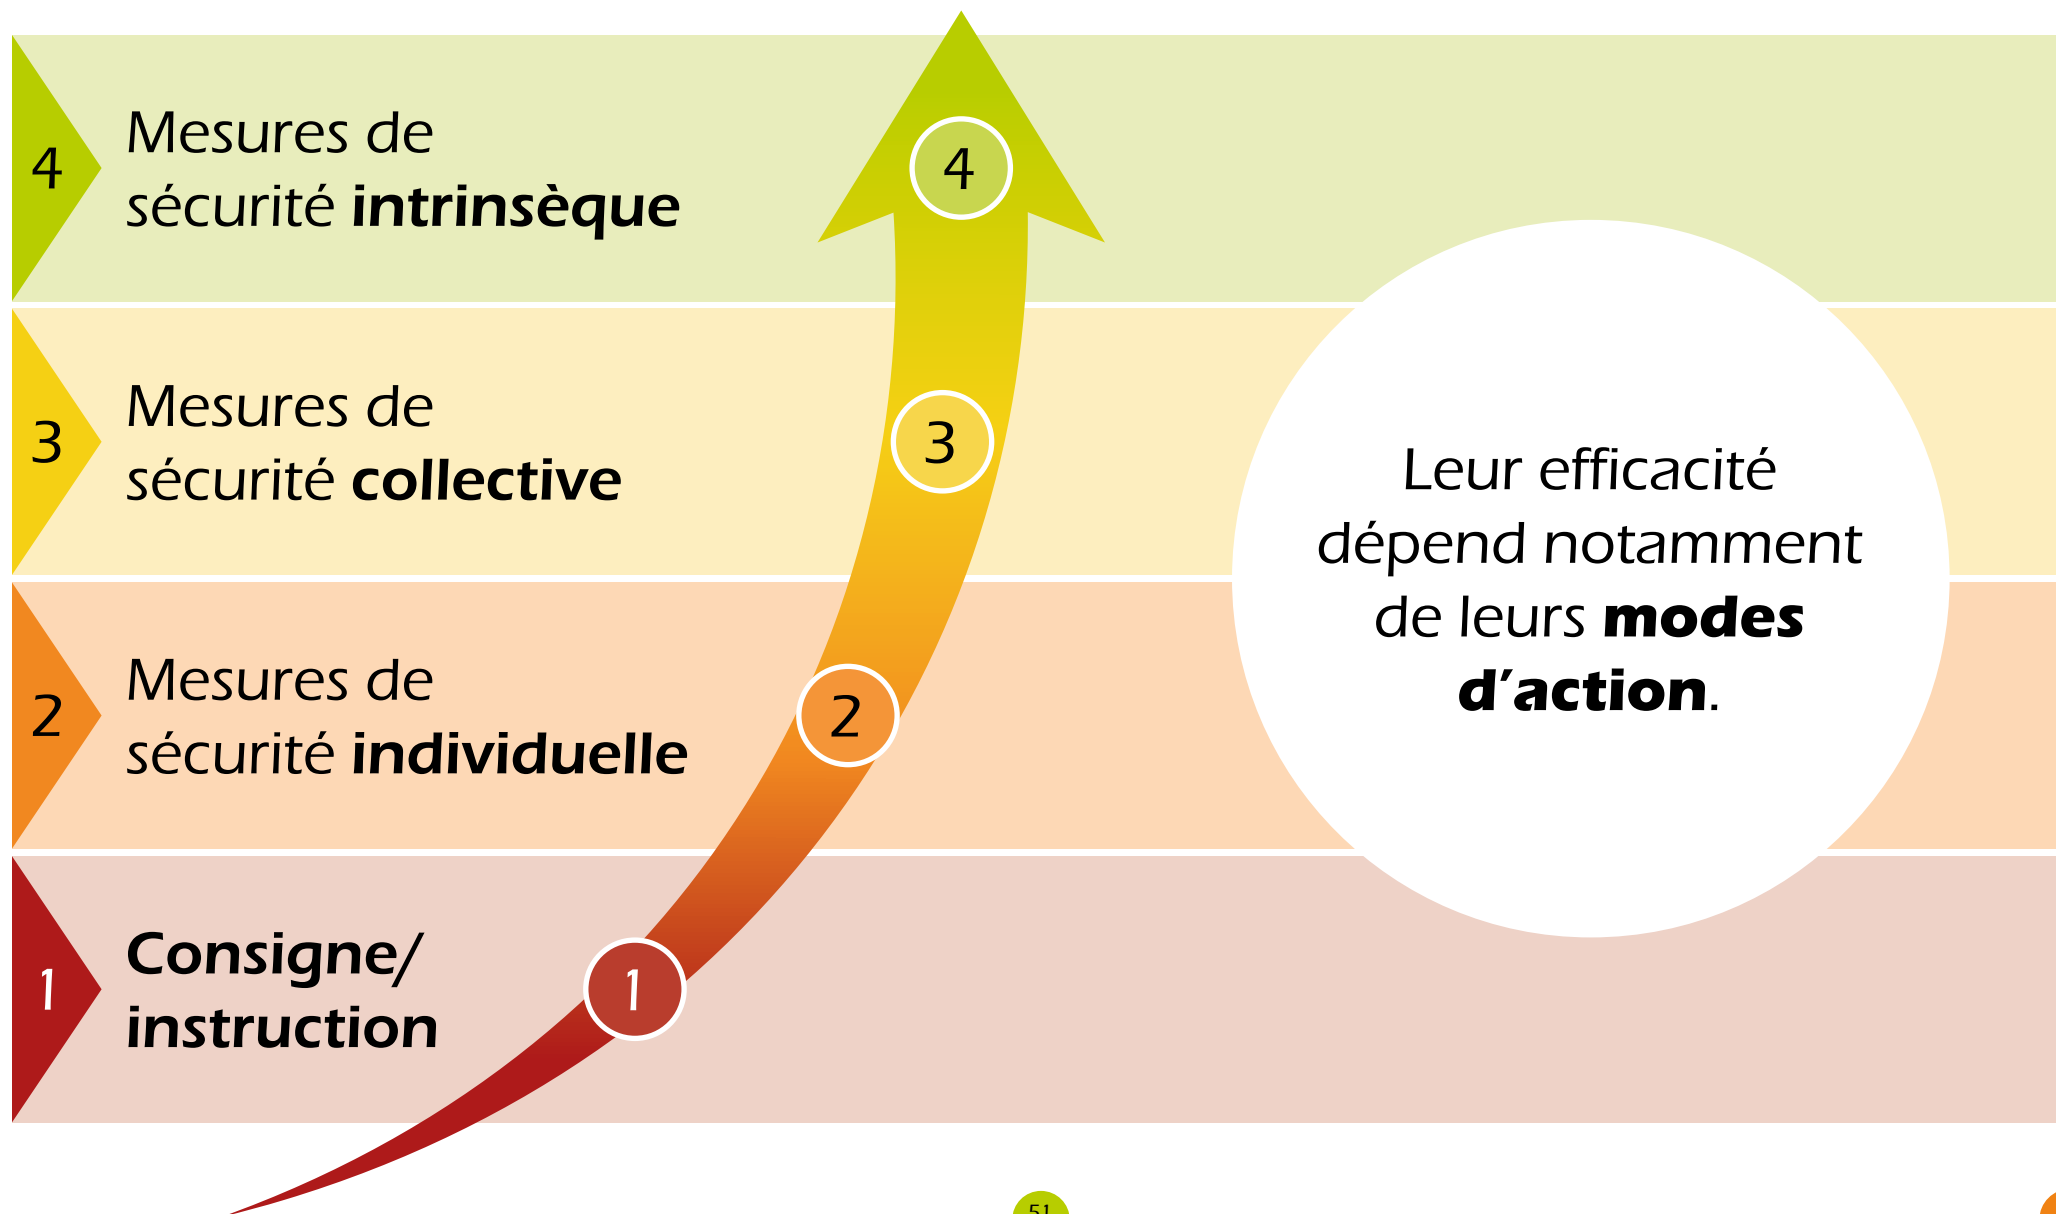 4
Mesures de
sécurité intrinsèque
4
3
Mesures de
sécurité collective
3
2
Mesures de
sécurité individuelle
2
1
Consigne/
instruction
1
Leur efficacité
dépend notamment
de leurs modes
d’action.
51